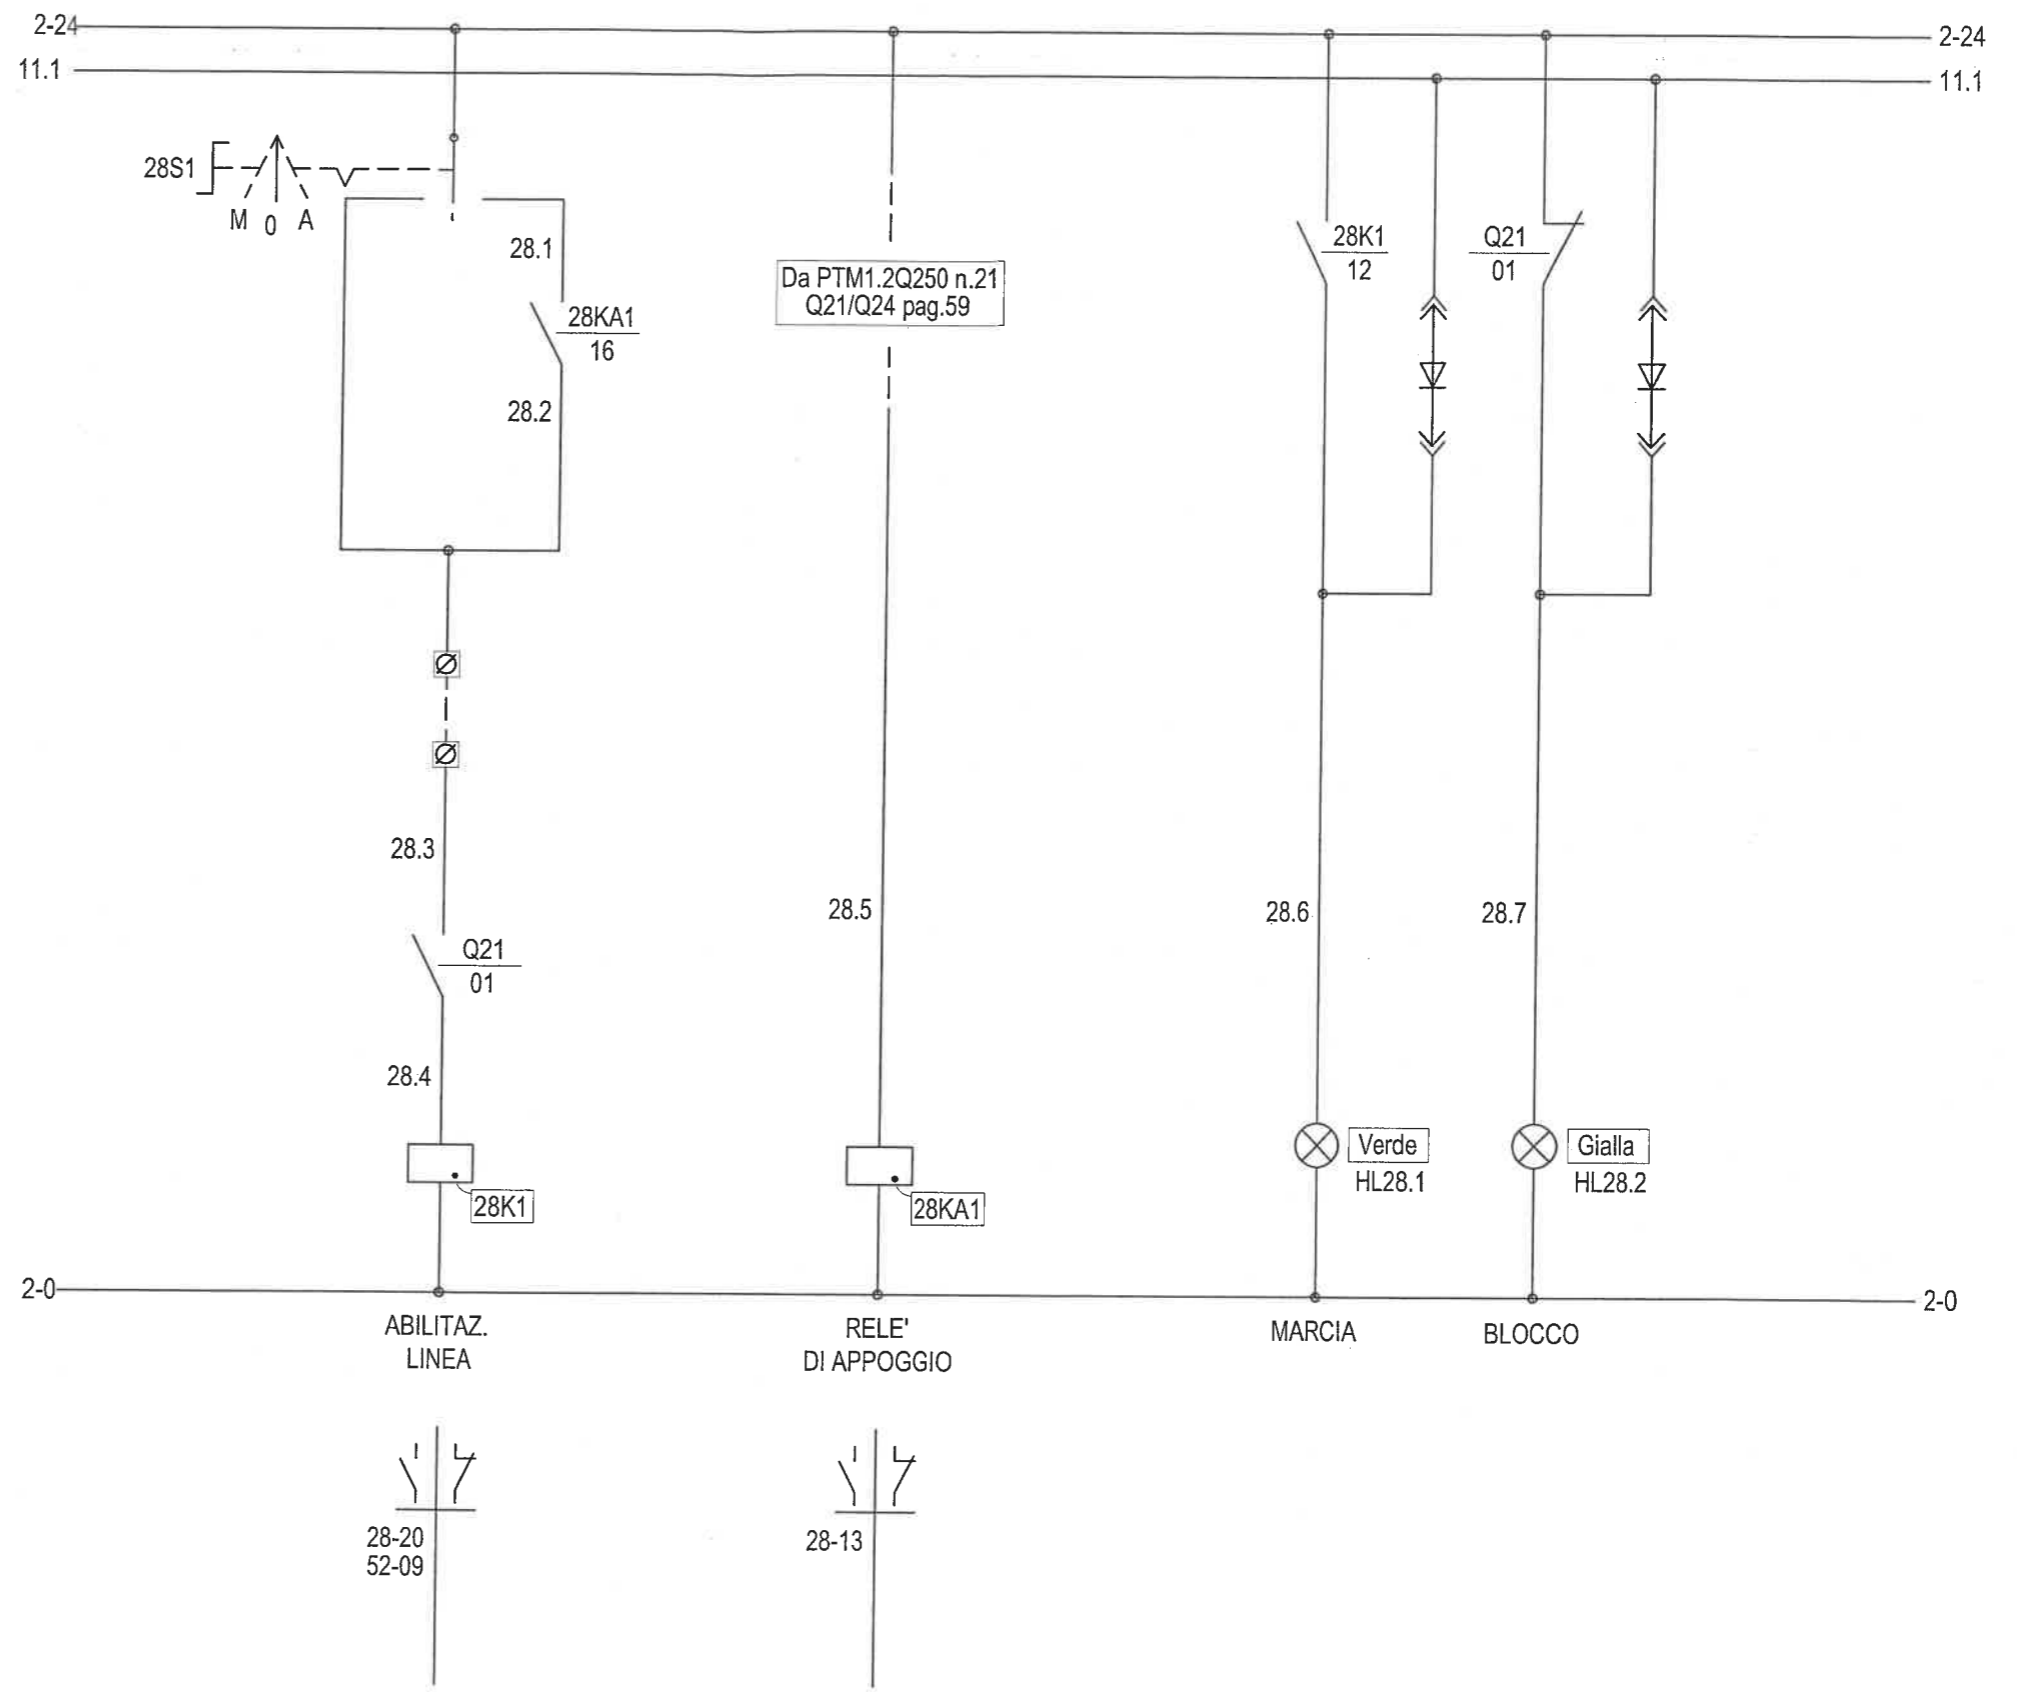 2-24
2-24
11.1
11.1
28S1
M 0 A
28.1
28KA1
16
28.2
Da PTM1.2Q250 n.21
Q21/Q24 pag.59
28K1
12
Q21
01
28.3
Q21
01
28.4
28K1
28.5
28KA1
28.6
28.7
Verde
HL28.1
Gialla
HL28.2
2-0
2-0
ABILITAZ.
LINEA
RELE'
DI APPOGGIO
MARCIA
BLOCCO
28-20
52-09
28-13